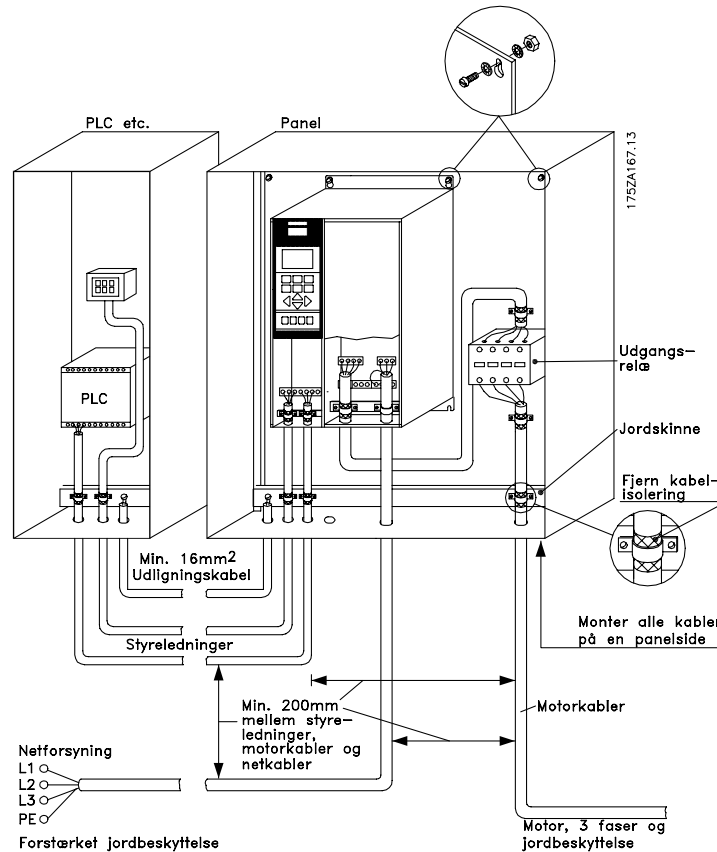 PLC etc.
Panel
175ZA167.13
PLC
Udgangs-
relæ
Jordskinne
Fjern kabel-
isolering
Min. 16mm2
Udligningskabel
Styreledninger
Monter alle kabler
på en panelside
Min. 200mm
mellem styre-
ledninger,
motorkabler og
netkabler
Motorkabler
Netforsyning
L1
L2
L3
PE
Forstærket jordbeskyttelse
Motor, 3 faser og
jordbeskyttelse